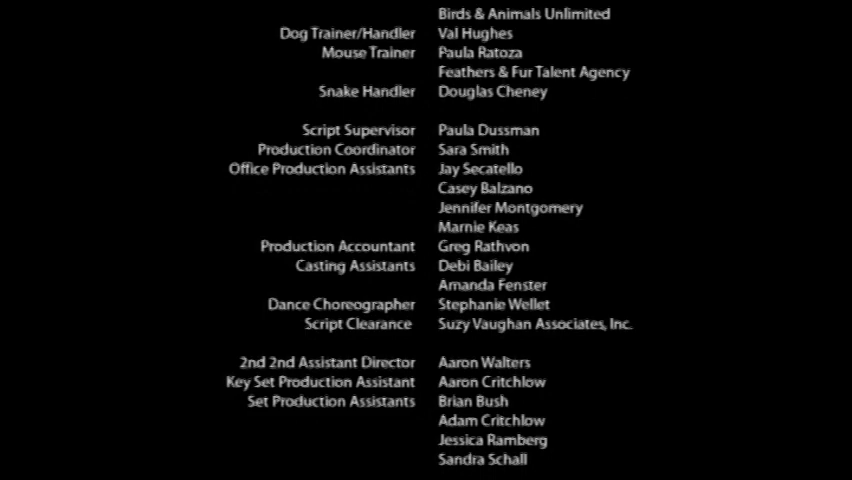 Birds & Animals Unlimited
Dog Trainer/Handler Val Hughes
Mouse Trainer Paula Ratoza
Feathers & Fur Talent Agency
Snake Handler Douglas Cheney
Script Supervisor Paula Dussman
Production Coordinator Sara Smith
Office Production Assistants Jay Secatello
Casey Balzano
Jennifer Montgomery
Marnie Keas
Production Accountant Greg Rathvon
Casting Assistants Debi Bailey
Amanda Fenster
Dance Choreographer Stephanie Wellet
Script Clearance Suzy Vaughan Associates, Inc.
2nd 2nd Assistant Director Aaron Walters
Key Set Production Assistant Aaron Critchlow
Set Production Assistants Brian Bush
Adam Critchlow
Jessica Ramberg
Sandra Schall